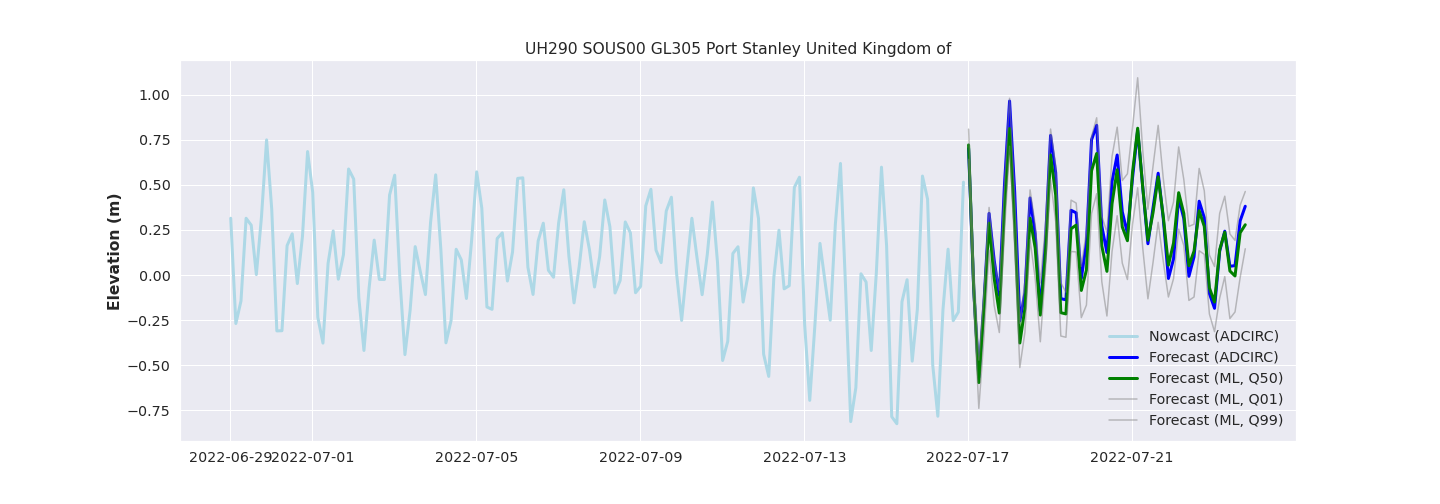 UH290 SOUS00 GL305 Port Stanley United Kingdom of
Elevation (m)
1.00
0.75
0.50
0.25
0.00
−0.25
−0.50
−0.75
Nowcast (ADCIRC)
Forecast (ADCIRC)
Forecast (ML, Q50)
Forecast (ML, Q01)
Forecast (ML, Q99)
2022-06-29 2022-07-01 2022-07-05 2022-07-09 2022-07-13 2022-07-17 2022-07-21